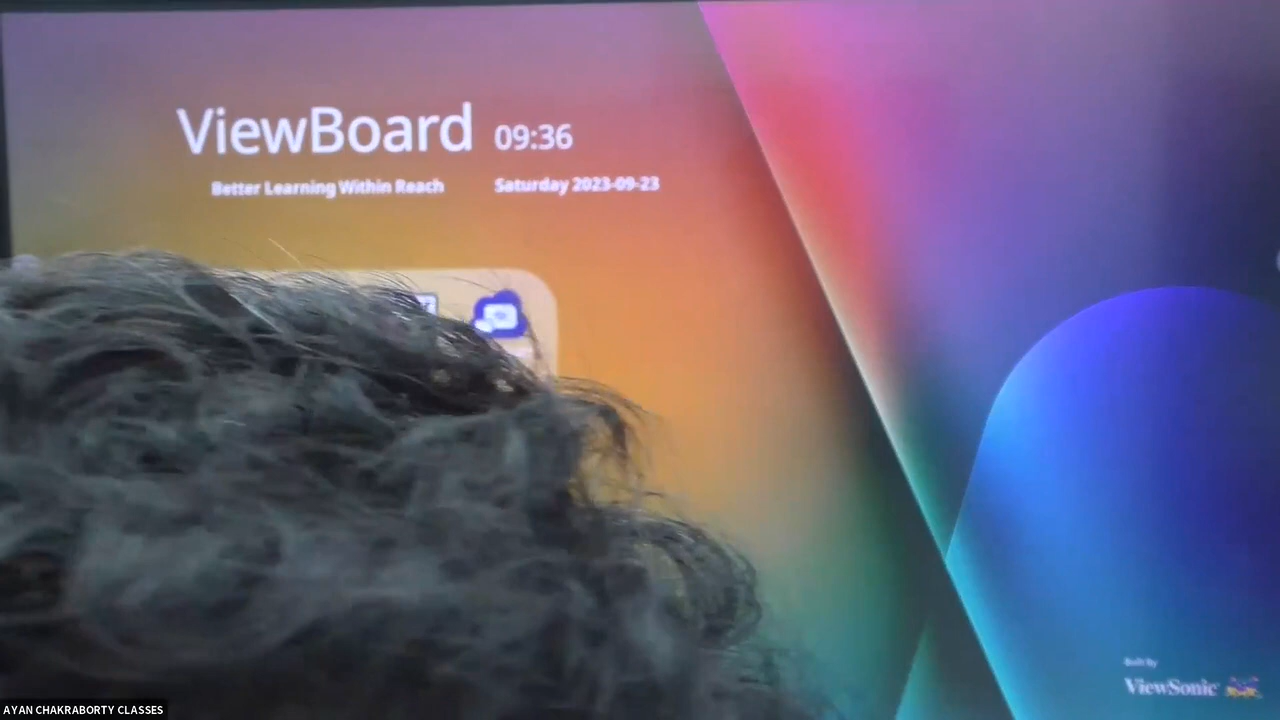 ViewBoard 09:36
Better Learning Within Reach Saturday 2023-09-23
Built By
ViewSonic
AYAN CHAKRABORTY CLASSES